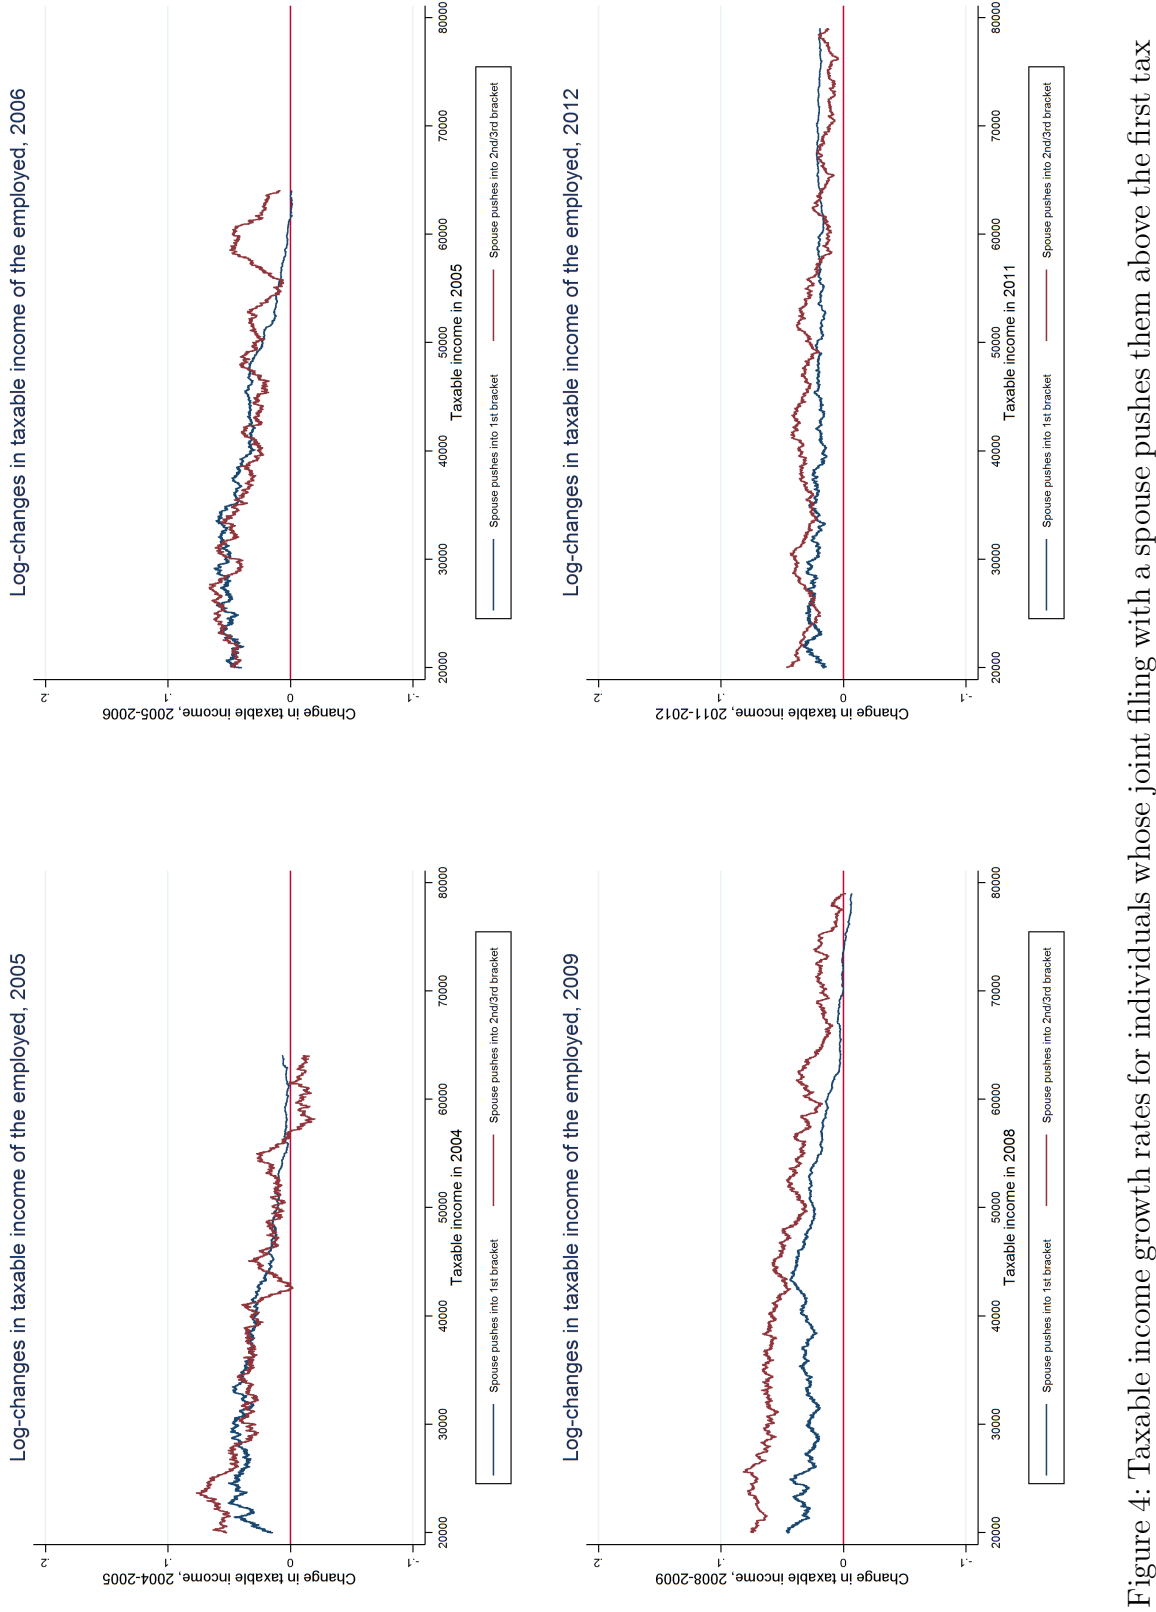 Log-changes in taxable income of the employed, 2005
Change in taxable income, 2004-2005
.2
.1
0
-.1
20000 30000 40000 50000 60000 70000 80000
Taxable income in 2004
Spouse pushes into 1st bracket Spouse pushes into 2nd/3rd bracket
Log-changes in taxable income of the employed, 2006
Change in taxable income, 2005-2006
.2
.1
0
-.1
20000 30000 40000 50000 60000 70000 80000
Taxable income in 2005
Spouse pushes into 1st bracket Spouse pushes into 2nd/3rd bracket
Log-changes in taxable income of the employed, 2009
Change in taxable income, 2008-2009
.2
.1
0
-.1
20000 30000 40000 50000 60000 70000 80000
Taxable income in 2008
Spouse pushes into 1st bracket Spouse pushes into 2nd/3rd bracket
Log-changes in taxable income of the employed, 2012
Change in taxable income, 2011-2012
.2
.1
0
-.1
20000 30000 40000 50000 60000 70000 80000
Taxable income in 2011
Spouse pushes into 1st bracket Spouse pushes into 2nd/3rd bracket
Figure 4: Taxable income growth rates for individuals whose joint filing with a spouse pushes them above the first tax